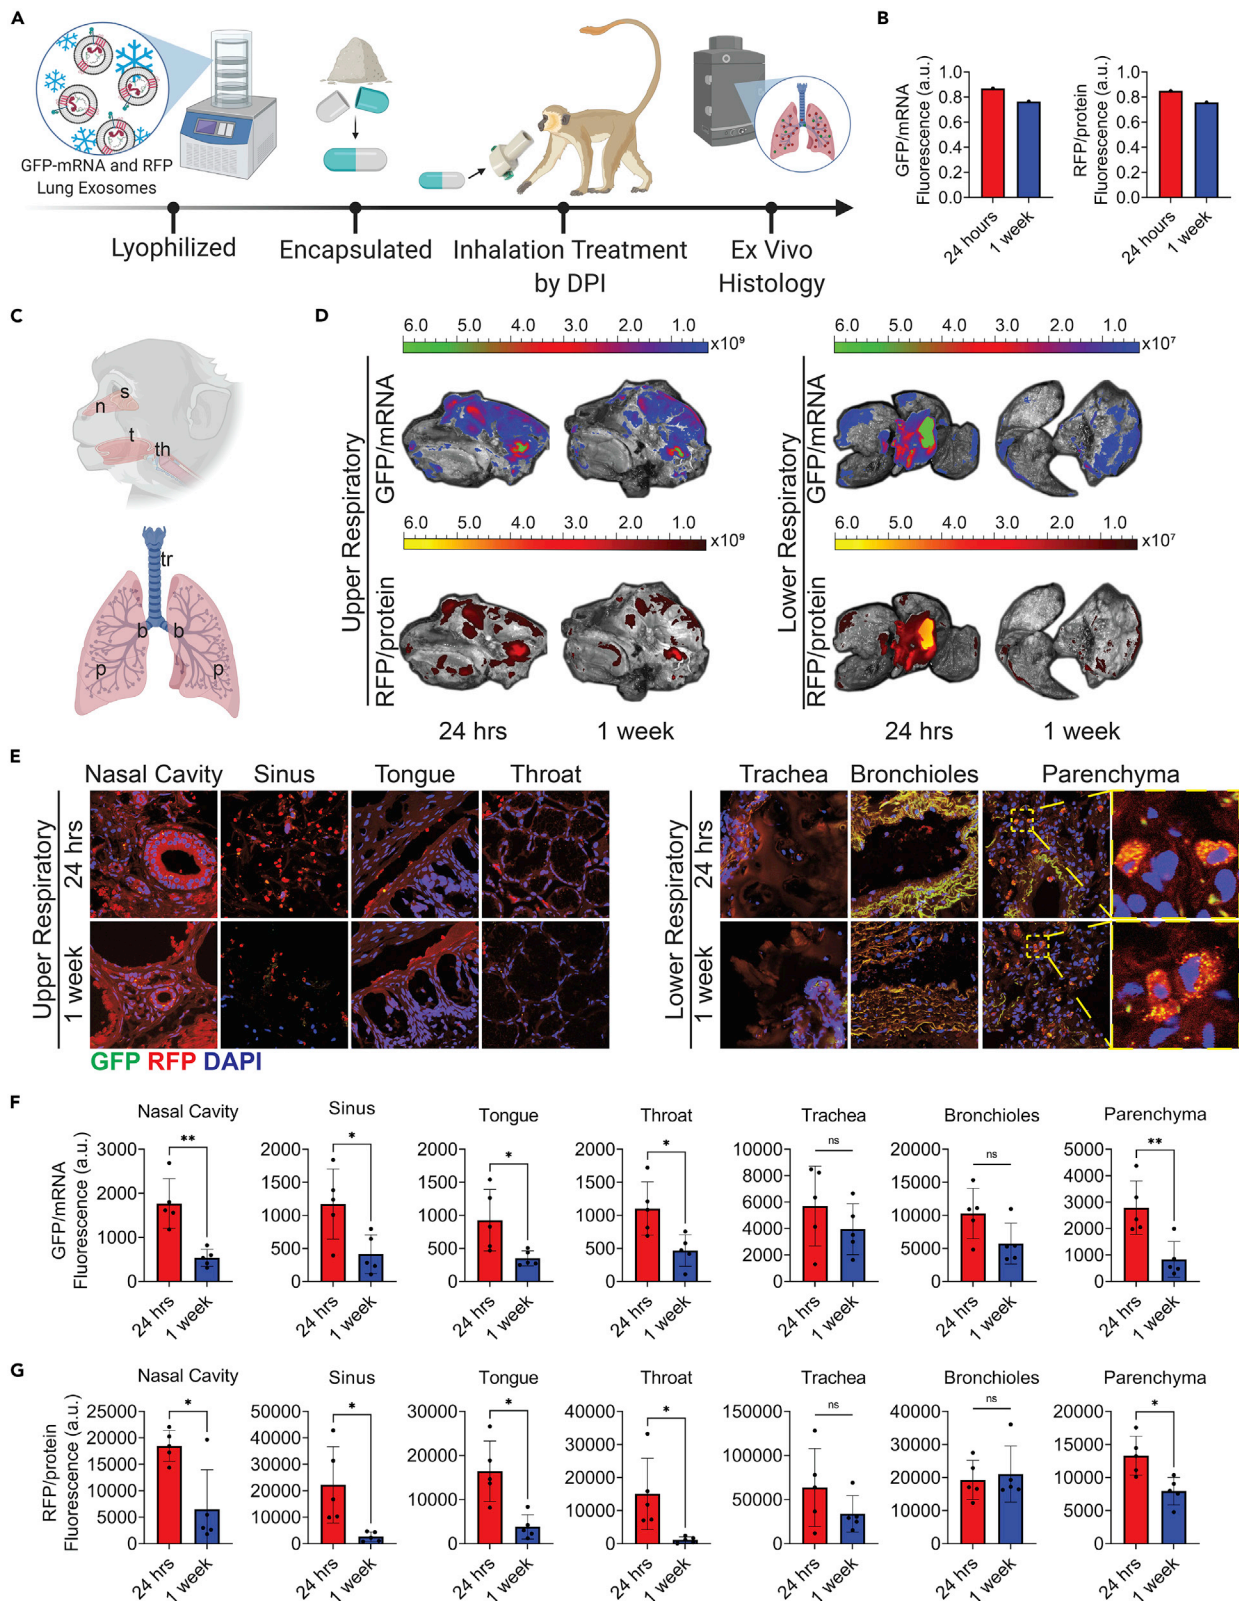 A
GFP-mRNA and RFP
Lung Exosomes
Lyophilized
Encapsulated
Inhalation Treatment
by DPI
Ex Vivo
Histology
B
GFP/mRNA
Fluorescence (a.u.)
1.0
0.8
0.6
0.4
0.2
0.0
24 hours
1 week
RFP/protein
Fluorescence (a.u.)
1.0
0.8
0.6
0.4
0.2
0.0
24 hours
1 week
C
s
n
t
th
tr
b
b
p
p
D
Upper Respiratory
GFP/mRNA
6.0 5.0 4.0 3.0 2.0 1.0
x10⁹
RFP/protein
6.0 5.0 4.0 3.0 2.0 1.0
x10⁹
24 hrs
1 week
Lower Respiratory
GFP/mRNA
6.0 5.0 4.0 3.0 2.0 1.0
x10⁷
RFP/protein
6.0 5.0 4.0 3.0 2.0 1.0
x10⁷
24 hrs
1 week
E
Nasal Cavity Sinus Tongue Throat
Upper Respiratory
24 hrs
1 week
GFP RFP DAPI
Trachea Bronchioles Parenchyma
Lower Respiratory
24 hrs
1 week
F
GFP/mRNA
Fluorescence (a.u.)
Nasal Cavity
**
3000
2000
1000
0
24 hrs
1 week
Sinus
*
2000
1500
1000
500
0
24 hrs
1 week
Tongue
*
2000
1500
1000
500
0
24 hrs
1 week
Throat
*
2000
1500
1000
500
0
24 hrs
1 week
Trachea
ns
10000
8000
6000
4000
2000
0
24 hrs
1 week
Bronchioles
ns
20000
15000
10000
5000
0
24 hrs
1 week
Parenchyma
**
5000
4000
3000
2000
1000
0
24 hrs
1 week
G
RFP/protein
Fluorescence (a.u.)
Nasal Cavity
*
25000
20000
15000
10000
5000
0
24 hrs
1 week
Sinus
*
50000
40000
30000
20000
10000
0
24 hrs
1 week
Tongue
*
30000
20000
10000
0
24 hrs
1 week
Throat
*
40000
30000
20000
10000
0
24 hrs
1 week
Trachea
ns
150000
100000
50000
0
24 hrs
1 week
Bronchioles
ns
40000
30000
20000
10000
0
24 hrs
1 week
Parenchyma
*
20000
15000
10000
5000
0
24 hrs
1 week